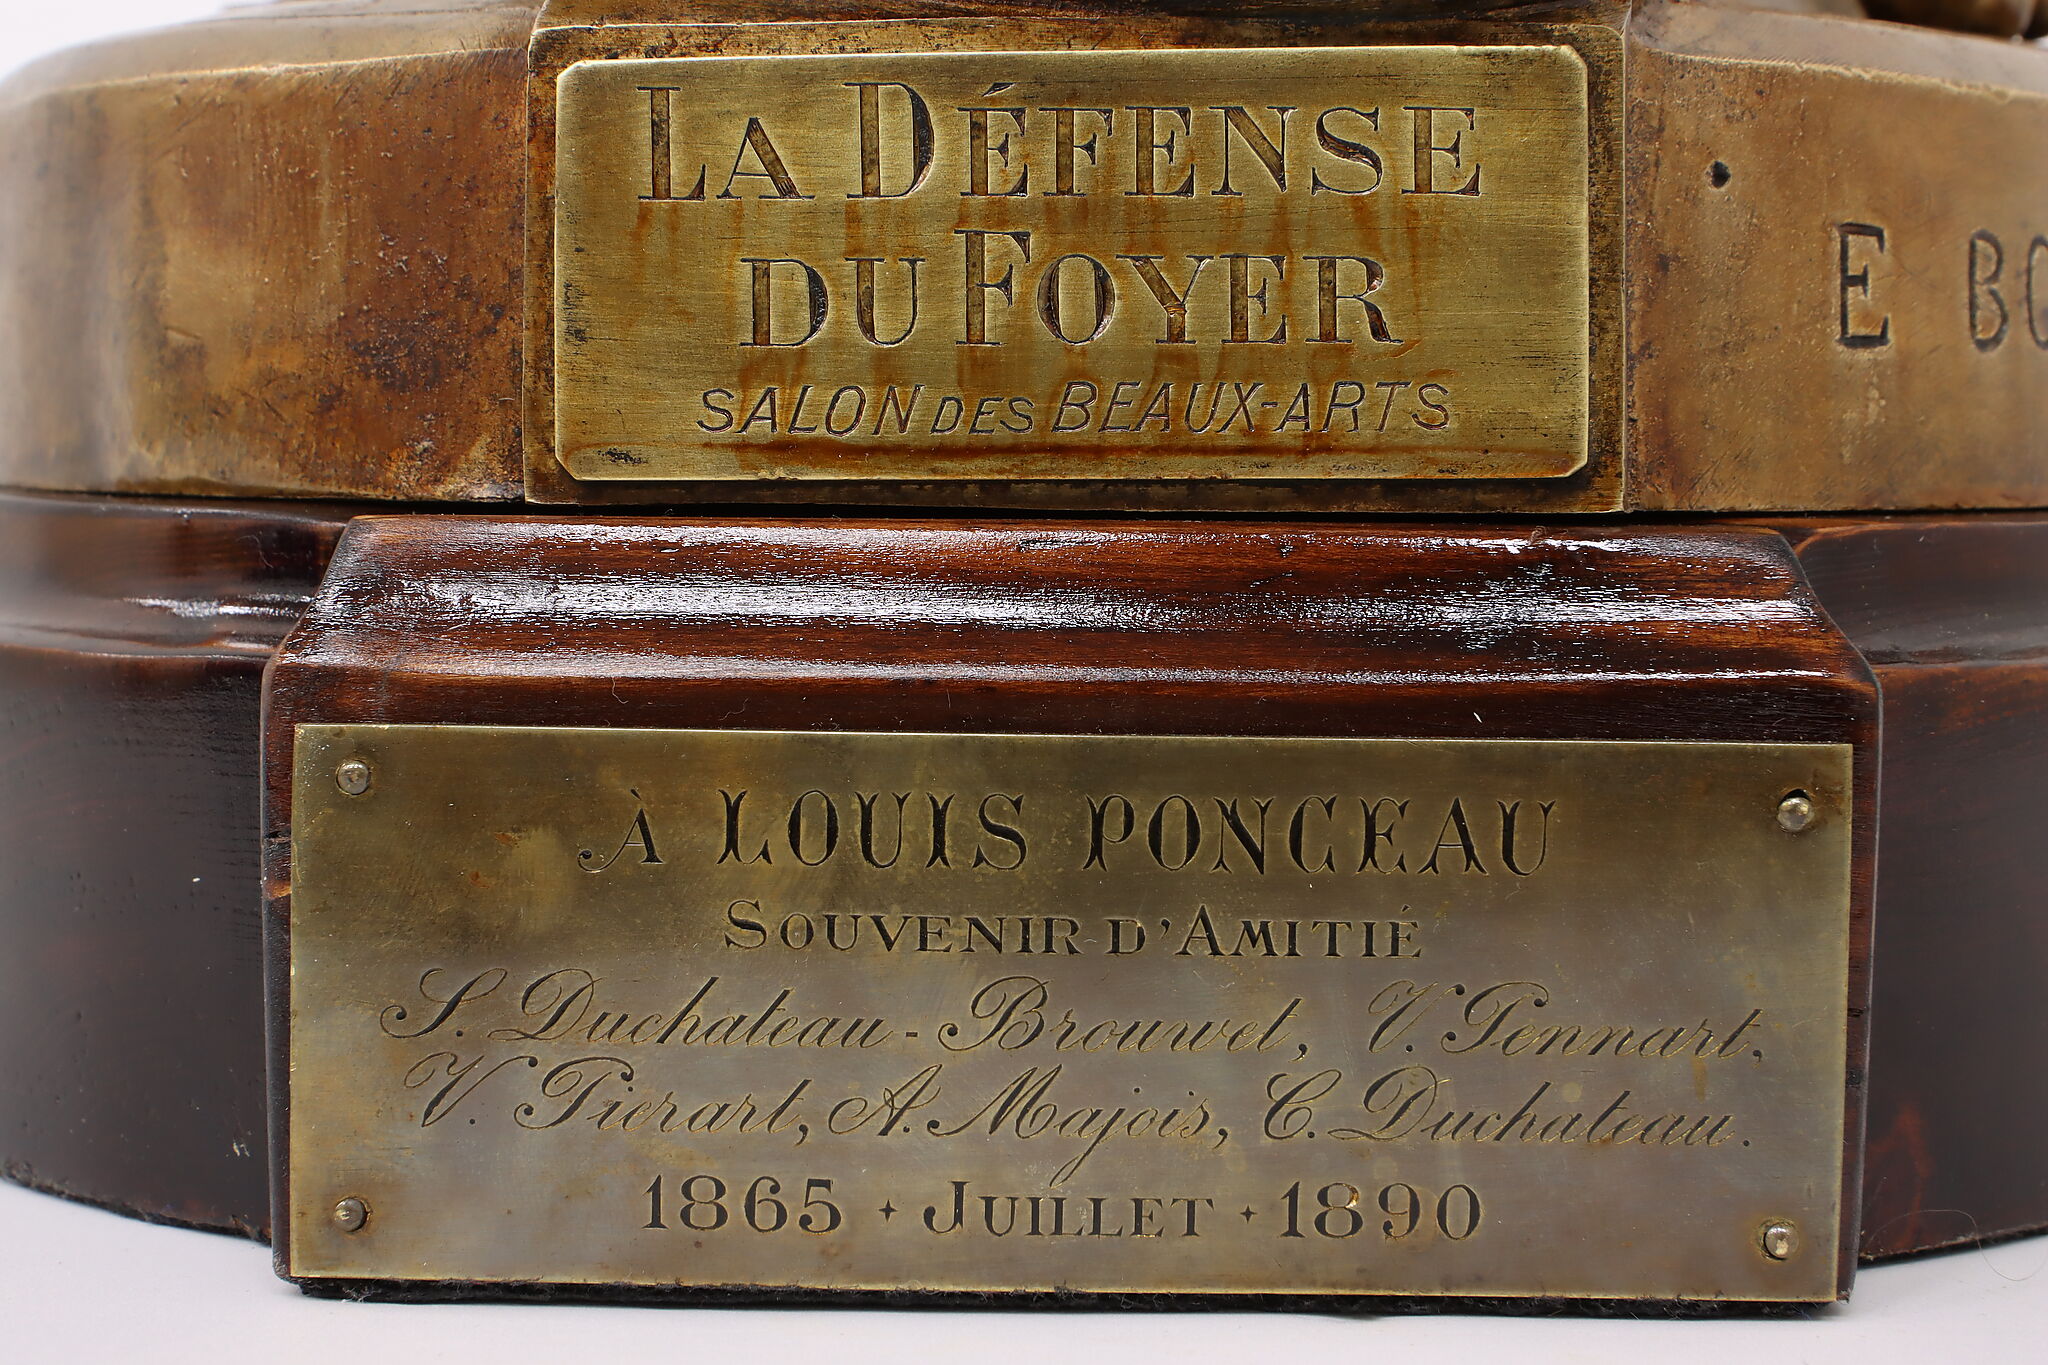 LA DÉFENSE
DU FOYER
SALON DES BEAUX-ARTS
E BO
À LOUIS PONCEAU
SOUVENIR D'AMITIÉ
S. Duchateau - Brouwet, V. Pennart,
V. Pierart, A. Majois, C. Duchateau.
1865 ✦ JUILLET ✦ 1890